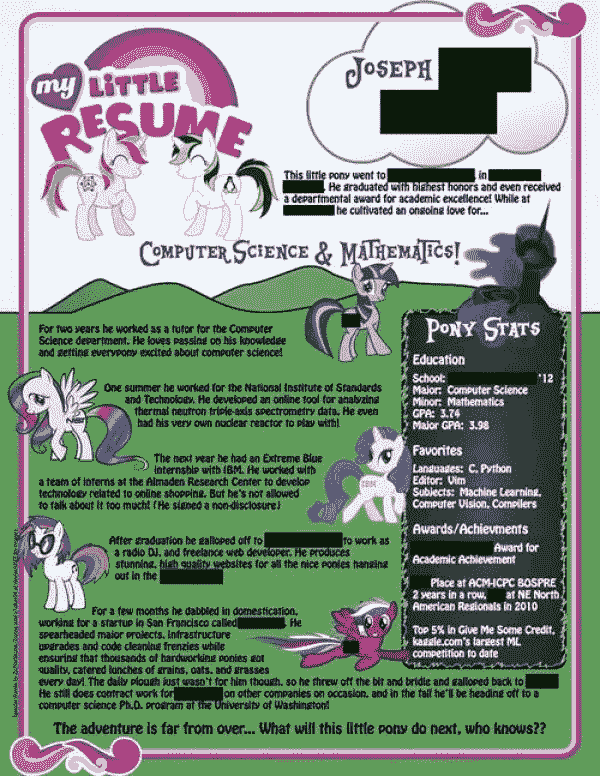 my LITTLE
RESUME
JOSEPH
This little pony went to , in
. He graduated with highest honors and even received
a departmental award for academic excellence! While at
he cultivated an ongoing love for...
COMPUTER SCIENCE & MATHEMATICS!
For two years he worked as a tutor for the Computer
Science department. He loves passing on his knowledge
and getting everypony excited about computer science!
One summer he worked for the National Institute of Standards
and Technology. He developed an online tool for analyzing
thermal neutron triple-axis spectrometry data. He even
had his very own nuclear reactor to play with!
The next year he had an Extreme Blue
internship with IBM. He worked with
a team of interns at the Almaden Research Center to develop
technology related to online shopping. But he's not allowed
to talk about it too much! (He signed a non-disclosure)
After graduation he galloped off to to work as
a radio DJ, and freelance web developer. He produces
stunning, high quality websites for all the nice ponies hanging
out in the
For a few months he dabbled in domestication,
working for a startup in San Francisco called . He
spearheaded major projects, infrastructure
upgrades and code cleaning frenzies while
ensuring that thousands of hardworking ponies got
quality, catered lunches of grains, oats, and grasses
every day! The daily plough just wasn't for him though, so he threw off the bit and bridle and galloped back to
He still does contract work for on other companies on occasion, and in the fall he'll be heading off to a
computer science Ph.D. program at the University of Washington!
The adventure is far from over... What will this little pony do next, who knows??
PONY STATS
Education
School: '12
Major: Computer Science
Minor: Mathematics
GPA: 3.74
Major GPA: 3.98
Favorites
Languages: C, Python
Editor: Vim
Subjects: Machine Learning,
Computer Vision, Compilers
Awards/Achievments
Award for
Academic Achievement
Place at ACM-ICPC BOSPRE
2 years in a row, at NE North
American Regionals in 2010
Top 5% in Give Me Some Credit,
kaggle.com's largest ML
competition to date